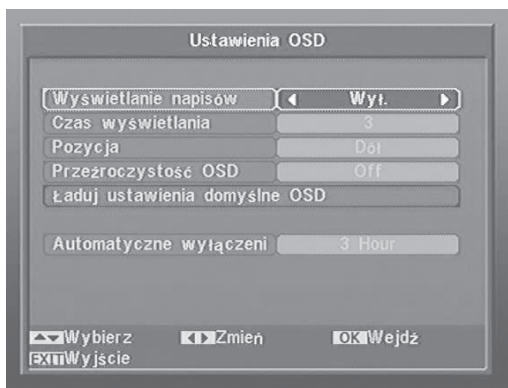 Ustawienia OSD
Wyświetlanie napisów Wył.
Czas wyświetlania 3
Pozycja Dół
Przeźroczystość OSD Off
Ładuj ustawienia domyślne OSD
Automatyczne wyłączeni 3 Hour
Wybierz Zmień OK Wejdź
EXIT Wyjście